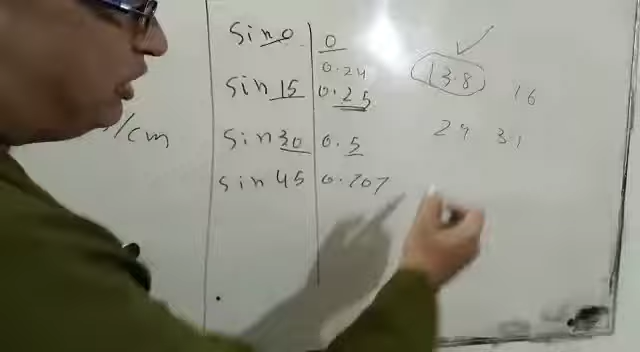 sin 0 0
0.24
sin 15 0.25
sin 30 0.5
sin 45 0.707
13.8 16
29 31
/cm